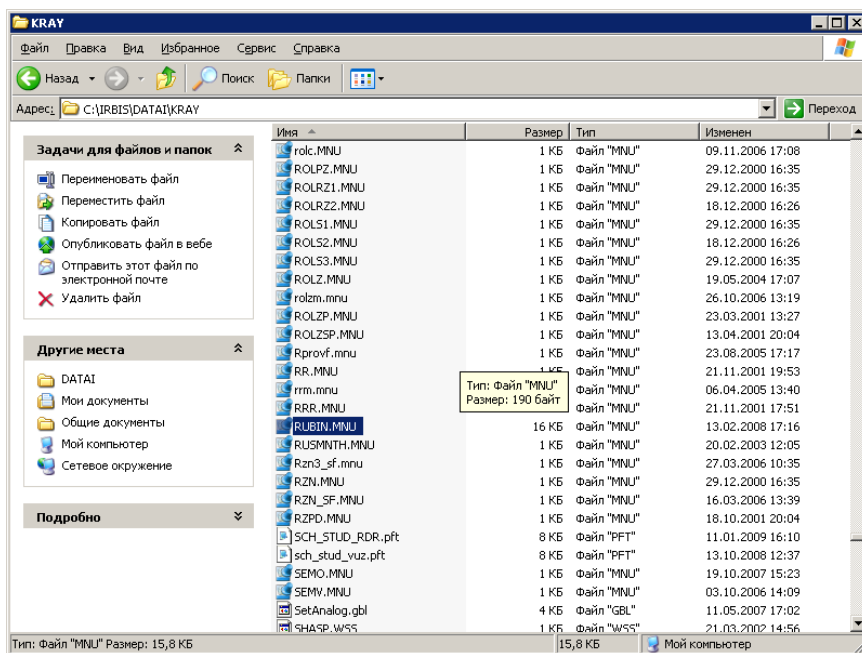 KRAY
Файл Правка Вид Избранное Сервис Справка
Назад Поиск Папки
Адрес: C:\IRBIS\DATAI\KRAY Переход
Задачи для файлов и папок
Переименовать файл
Переместить файл
Копировать файл
Опубликовать файл в вебе
Отправить этот файл по
электронной почте
Удалить файл
Другие места
DATAI
Мои документы
Общие документы
Мой компьютер
Сетевое окружение
Подробно
Имя Размер Тип Изменен
rolc.MNU 1 КБ Файл "MNU" 09.11.2006 17:08
ROLPZ.MNU 1 КБ Файл "MNU" 29.12.2000 16:35
ROLRZ1.MNU 1 КБ Файл "MNU" 29.12.2000 16:35
ROLRZ2.MNU 1 КБ Файл "MNU" 18.12.2000 16:26
ROLS1.MNU 1 КБ Файл "MNU" 29.12.2000 16:35
ROLS2.MNU 1 КБ Файл "MNU" 18.12.2000 16:26
ROLS3.MNU 1 КБ Файл "MNU" 29.12.2000 16:35
ROLZ.MNU 1 КБ Файл "MNU" 19.05.2004 17:07
rolzm.mnu 1 КБ Файл "MNU" 26.10.2006 13:19
ROLZP.MNU 1 КБ Файл "MNU" 23.03.2001 13:27
ROLZSP.MNU 1 КБ Файл "MNU" 13.04.2001 20:04
Rprovf.mnu 1 КБ Файл "MNU" 23.08.2005 17:17
RR.MNU 1 КБ Файл "MNU" 21.11.2001 19:53
rrm.mnu Файл "MNU" 06.04.2005 13:40
RRR.MNU Файл "MNU" 21.11.2001 17:51
Тип: Файл "MNU"
Размер: 190 байт
RUBIN.MNU 16 КБ Файл "MNU" 13.02.2008 17:16
RUSMNTH.MNU 1 КБ Файл "MNU" 20.02.2003 12:05
Rzn3_sf.mnu 1 КБ Файл "MNU" 27.03.2006 10:35
RZN.MNU 1 КБ Файл "MNU" 29.12.2000 16:35
RZN_SF.MNU 1 КБ Файл "MNU" 16.03.2006 13:39
RZPD.MNU 1 КБ Файл "MNU" 18.10.2001 20:04
SCH_STUD_RDR.pft 8 КБ Файл "PFT" 11.01.2009 16:10
sch_stud_vuz.pft 8 КБ Файл "PFT" 13.10.2008 12:37
SEMO.MNU 1 КБ Файл "MNU" 19.10.2007 15:23
SEMV.MNU 1 КБ Файл "MNU" 03.10.2006 14:09
SetAnalog.gbl 4 КБ Файл "GBL" 11.05.2007 17:02
SHASP.WSS 1 КБ Файл "WSS" 21.03.2002 14:56
Тип: Файл "MNU" Размер: 15,8 КБ 15,8 КБ Мой компьютер